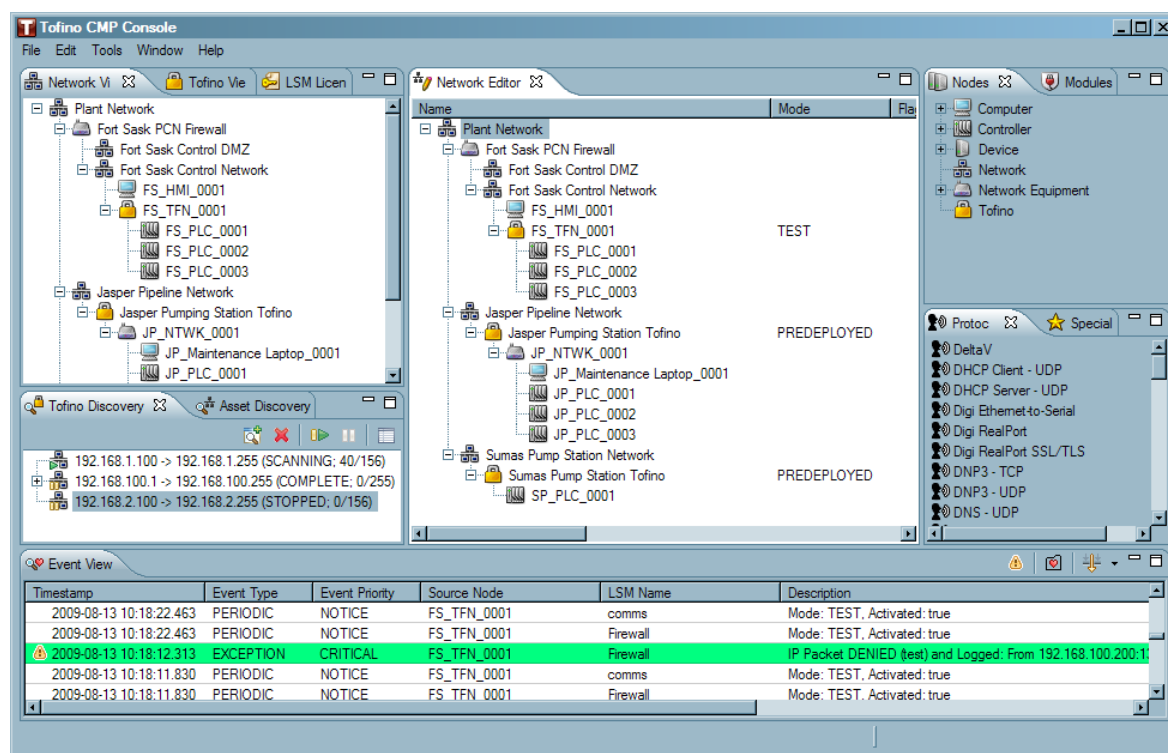 Tofino CMP Console
File Edit Tools Window Help
Network Vi Tofino Vie LSM Licen
Plant Network
Fort Sask PCN Firewall
Fort Sask Control DMZ
Fort Sask Control Network
FS_HMI_0001
FS_TFN_0001
FS_PLC_0001
FS_PLC_0002
FS_PLC_0003
Jasper Pipeline Network
Jasper Pumping Station Tofino
JP_NTWK_0001
JP_Maintenance Laptop_0001
JP_PLC_0001
Tofino Discovery Asset Discovery
192.168.1.100 -> 192.168.1.255 (SCANNING; 40/156)
192.168.100.1 -> 192.168.100.255 (COMPLETE; 0/255)
192.168.2.100 -> 192.168.2.255 (STOPPED; 0/156)
Network Editor
Name Mode Fla
Plant Network
Fort Sask PCN Firewall
Fort Sask Control DMZ
Fort Sask Control Network
FS_HMI_0001
FS_TFN_0001 TEST
FS_PLC_0001
FS_PLC_0002
FS_PLC_0003
Jasper Pipeline Network
Jasper Pumping Station Tofino PREDEPLOYED
JP_NTWK_0001
JP_Maintenance Laptop_0001
JP_PLC_0001
JP_PLC_0002
JP_PLC_0003
Sumas Pump Station Network
Sumas Pump Station Tofino PREDEPLOYED
SP_PLC_0001
Nodes Modules
Computer
Controller
Device
Network
Network Equipment
Tofino
Protoc Special
DeltaV
DHCP Client - UDP
DHCP Server - UDP
Digi Ethernet-to-Serial
Digi RealPort
Digi RealPort SSL/TLS
DNP3 - TCP
DNP3 - UDP
DNS - UDP
Event View
Timestamp Event Type Event Priority Source Node LSM Name Description
2009-08-13 10:18:22.463 PERIODIC NOTICE FS_TFN_0001 comms Mode: TEST, Activated: true
2009-08-13 10:18:22.463 PERIODIC NOTICE FS_TFN_0001 Firewall Mode: TEST, Activated: true
2009-08-13 10:18:12.313 EXCEPTION CRITICAL FS_TFN_0001 Firewall IP Packet DENIED (test) and Logged: From 192.168.100.200:1
2009-08-13 10:18:11.830 PERIODIC NOTICE FS_TFN_0001 comms Mode: TEST, Activated: true
2009-08-13 10:18:11.830 PERIODIC NOTICE FS_TFN_0001 Firewall Mode: TEST, Activated: true